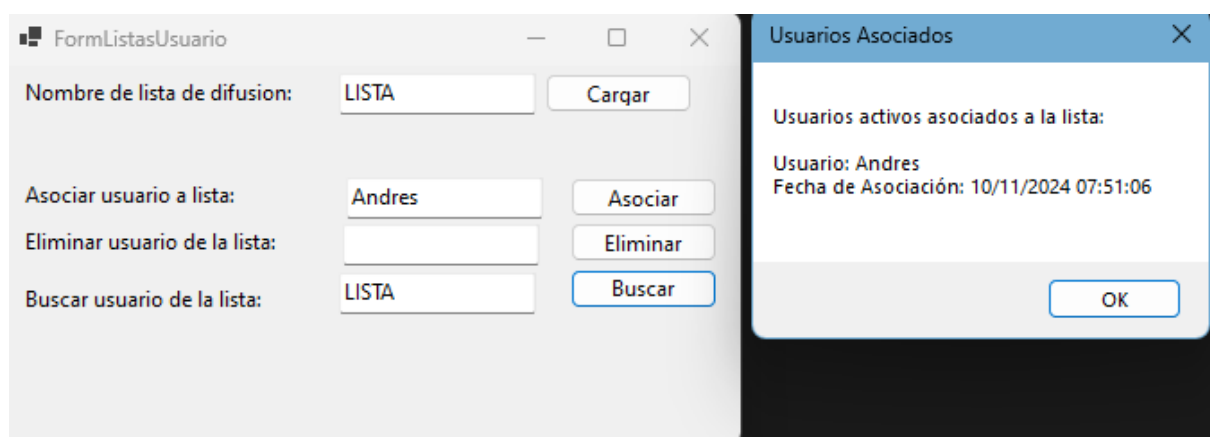 FormListasUsuario
Nombre de lista de difusion: LISTA Cargar
Asociar usuario a lista: Andres Asociar
Eliminar usuario de la lista: Eliminar
Buscar usuario de la lista: LISTA Buscar
Usuarios Asociados
Usuarios activos asociados a la lista:
Usuario: Andres
Fecha de Asociación: 10/11/2024 07:51:06
OK